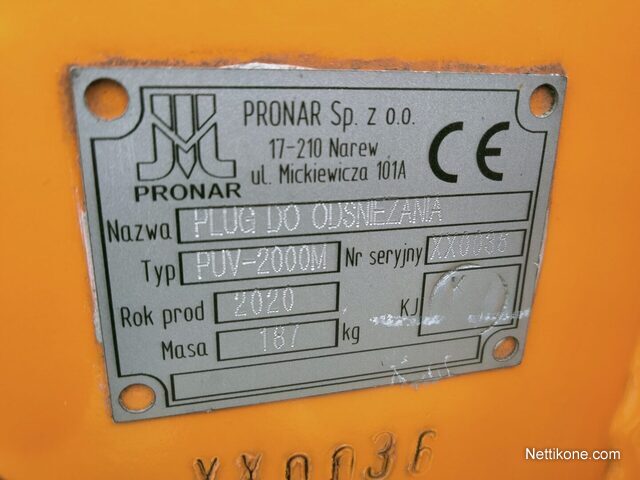 PRONAR Sp. z o.o.
17-210 Narew
ul. Mickiewicza 101A
PRONAR
CE
Nazwa PLUG DO ODSNIEZANIA
Typ PUV-2000M Nr seryjny XX0036
Rok prod 2020 KJ
Masa 187 kg
XX0036
Nettikone.com